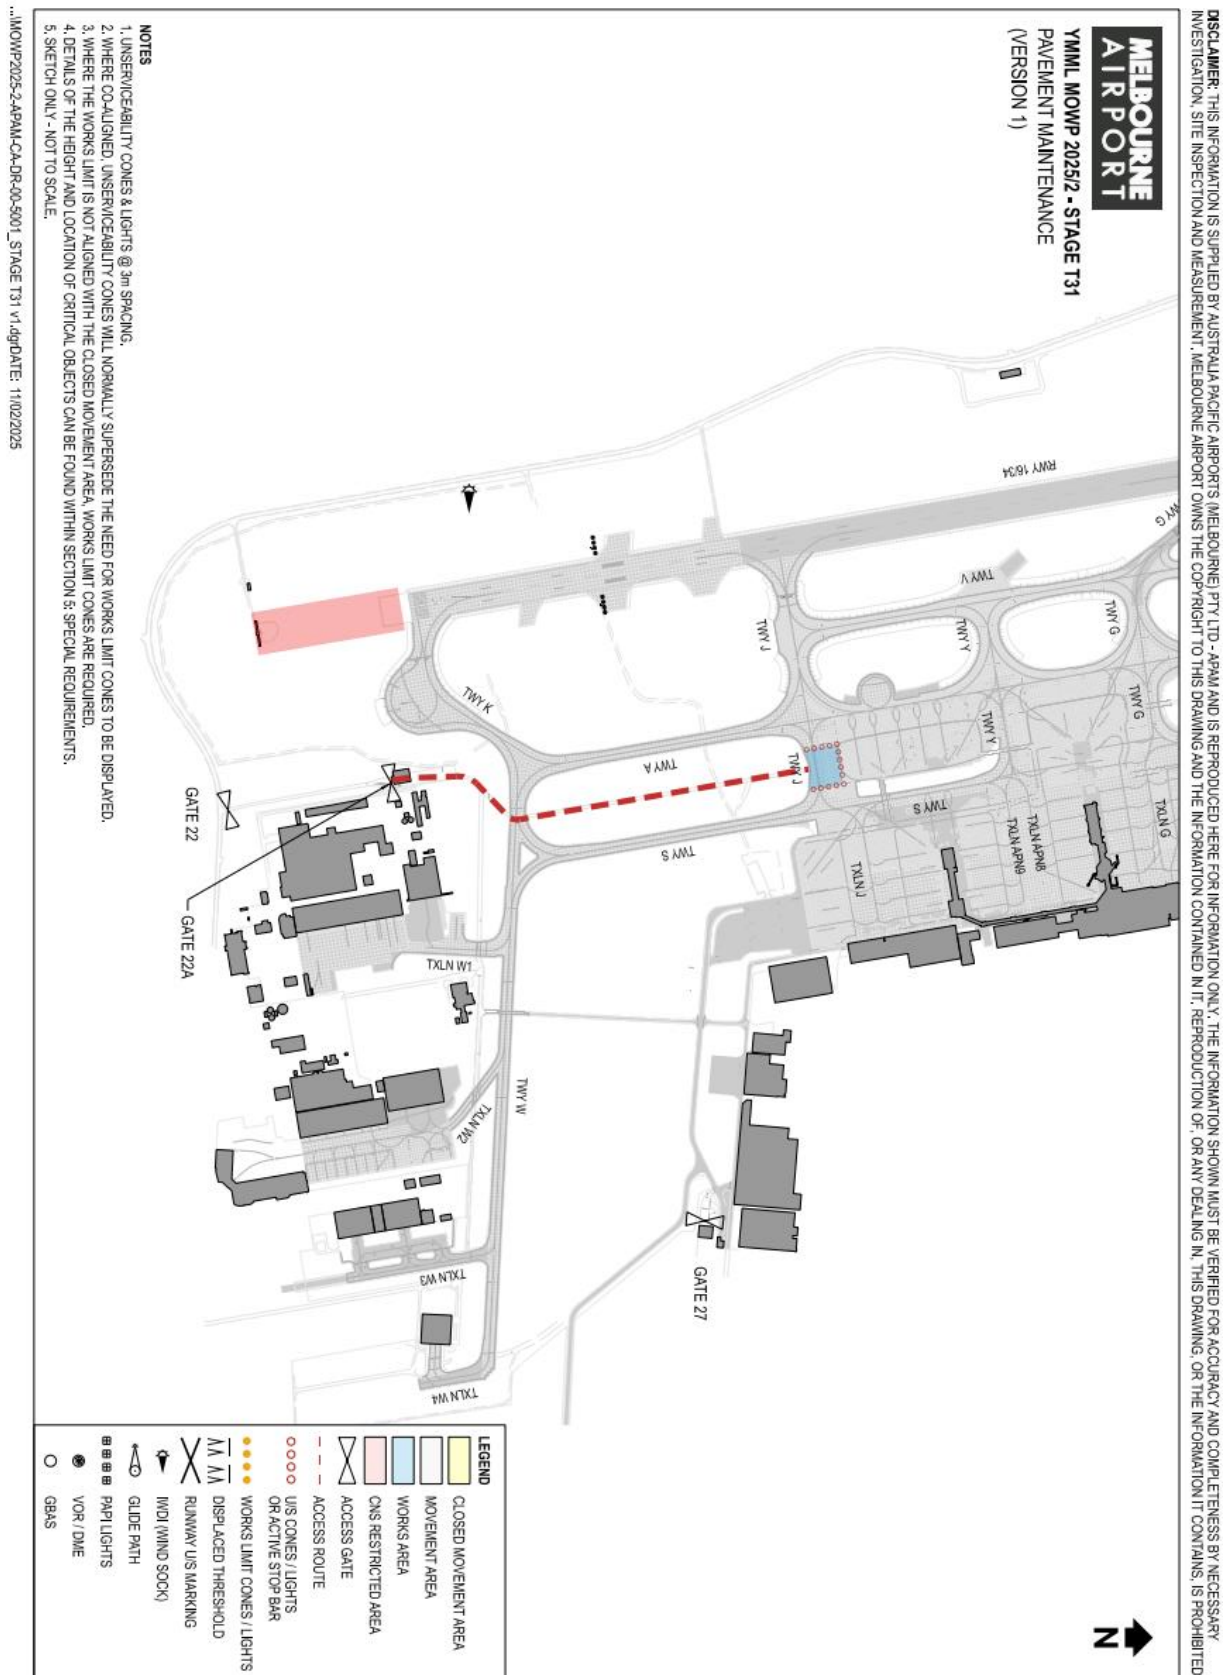 DISCLAIMER: THIS INFORMATION IS SUPPLIED BY AUSTRALIA PACIFIC AIRPORTS (MELBOURNE) PTY LTD - APAM AND IS REPRODUCED HERE FOR INFORMATION ONLY. THE INFORMATION SHOWN MUST BE VERIFIED FOR ACCURACY AND COMPLETENESS BY NECESSARY
INVESTIGATION, SITE INSPECTION AND MEASUREMENT. MELBOURNE AIRPORT OWNS THE COPYRIGHT TO THIS DRAWING AND THE INFORMATION CONTAINED IN IT. REPRODUCTION OF, OR ANY DEALING IN, THIS DRAWING, OR THE INFORMATION IT CONTAINS, IS PROHIBITED
MELBOURNE
AIRPORT
YMML MOWP 2025/2 - STAGE T31
PAVEMENT MAINTENANCE
(VERSION 1)
RWY 16/34
TWY G
TWY V
TWY G
TWY G
TWY Y
TWY Y
TWY J
TWY J
TWY K
TWY A
TWY S
TWY S
TXLN G
TXLN APN8
TXLN APN9
TXLN J
GATE 22
GATE 22A
TXLN W1
TWY W
TXLN W2
TXLN W3
TXLN W4
GATE 27
N
NOTES
1. UNSERVICEABILITY CONES & LIGHTS @ 3m SPACING.
2. WHERE CO-ALIGNED, UNSERVICEABILITY CONES WILL NORMALLY SUPERSEDE THE NEED FOR WORKS LIMIT CONES TO BE DISPLAYED.
3. WHERE THE WORKS LIMIT IS NOT ALIGNED WITH THE CLOSED MOVEMENT AREA, WORKS LIMIT CONES ARE REQUIRED.
4. DETAILS OF THE HEIGHT AND LOCATION OF CRITICAL OBJECTS CAN BE FOUND WITHIN SECTION 5: SPECIAL REQUIREMENTS.
5. SKETCH ONLY - NOT TO SCALE.
LEGEND
CLOSED MOVEMENT AREA
MOVEMENT AREA
WORKS AREA
CNS RESTRICTED AREA
ACCESS GATE
ACCESS ROUTE
U/S CONES / LIGHTS
OR ACTIVE STOP BAR
WORKS LIMIT CONES / LIGHTS
DISPLACED THRESHOLD
RUNWAY U/S MARKING
IWDI (WIND SOCK)
GLIDE PATH
PAPI LIGHTS
VOR / DME
GBAS
...\MOWP2025-2-APAM-CA-DR-00-5001_STAGE T31 v1.dgnDATE: 11/02/2025